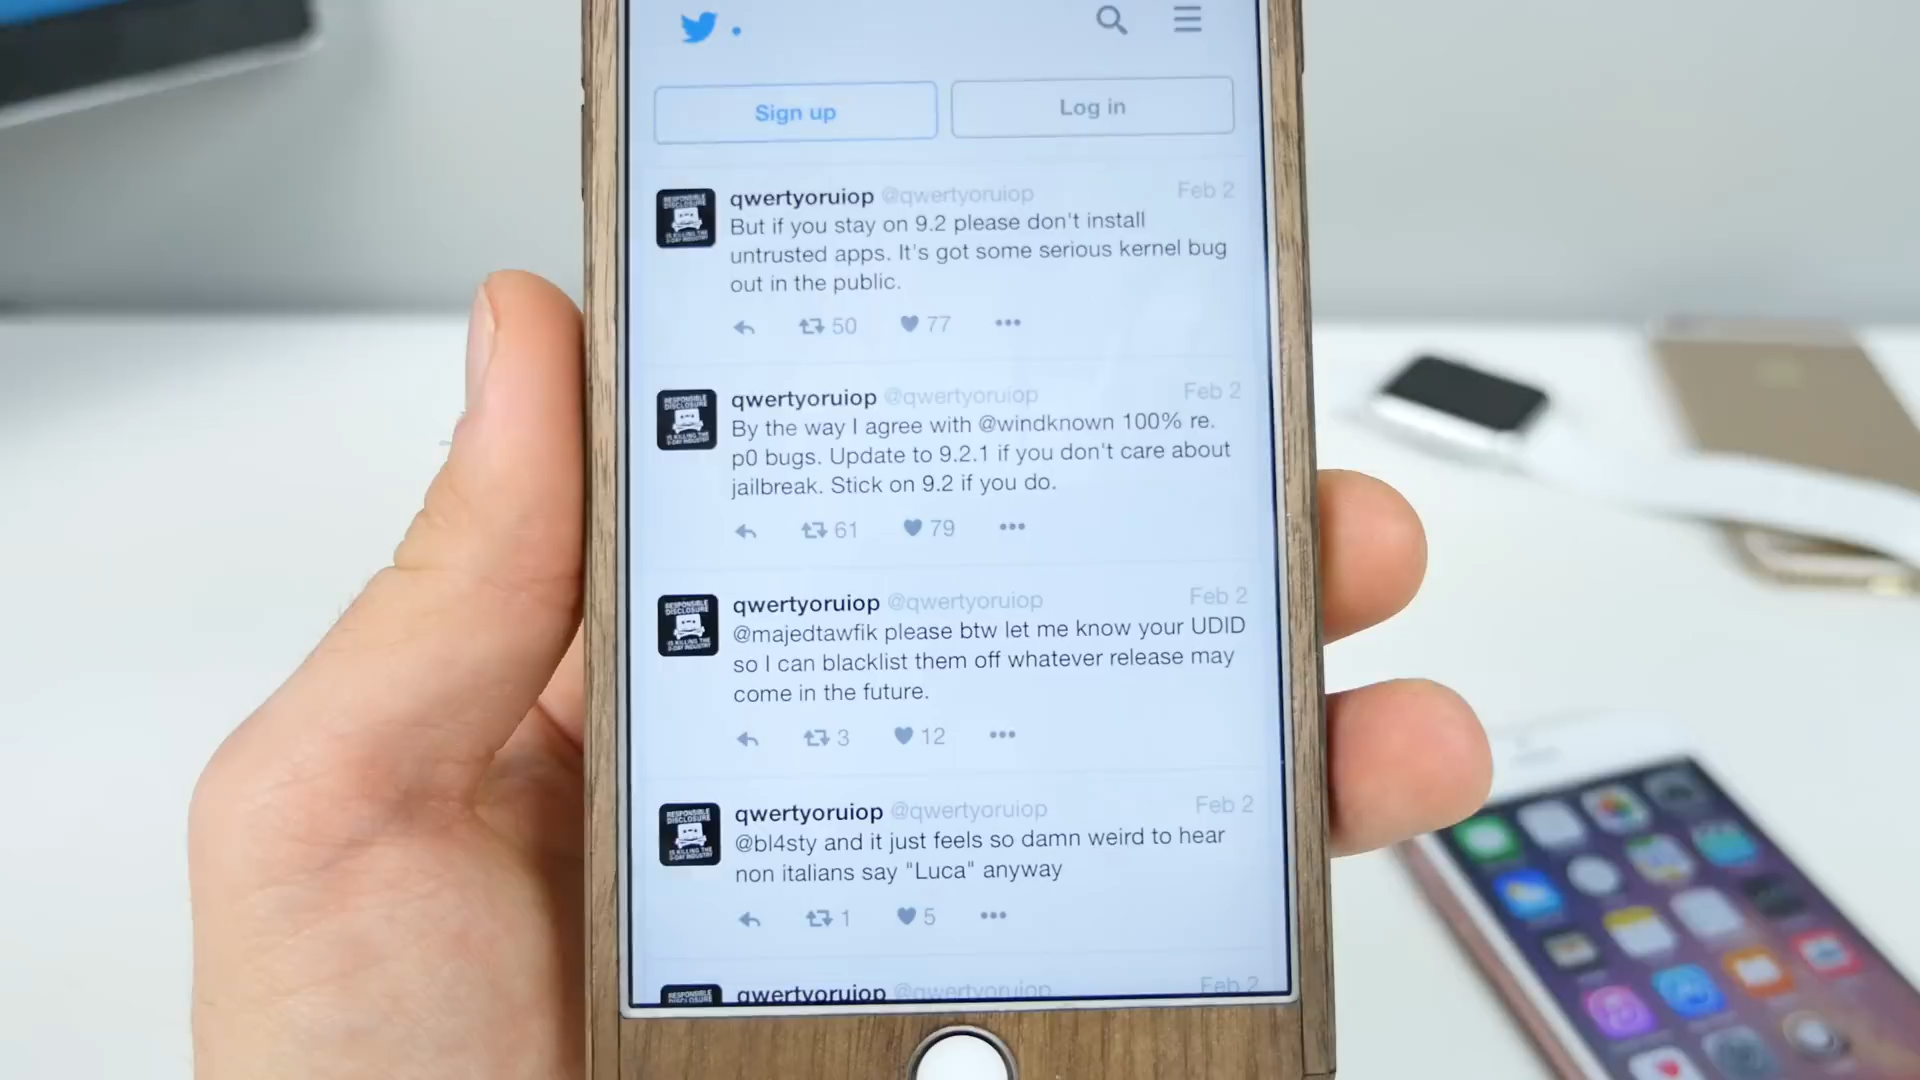 Sign up
Log in
qwertyoruiop @qwertyoruiop Feb 2
But if you stay on 9.2 please don't install
untrusted apps. It's got some serious kernel bug
out in the public.
50 77
qwertyoruiop @qwertyoruiop Feb 2
By the way I agree with @windknown 100% re.
p0 bugs. Update to 9.2.1 if you don't care about
jailbreak. Stick on 9.2 if you do.
61 79
qwertyoruiop @qwertyoruiop Feb 2
@majedtawfik please btw let me know your UDID
so I can blacklist them off whatever release may
come in the future.
3 12
qwertyoruiop @qwertyoruiop Feb 2
@bl4sty and it just feels so damn weird to hear
non italians say "Luca" anyway
1 5
qwertyoruiop @qwertyoruiop Feb 2